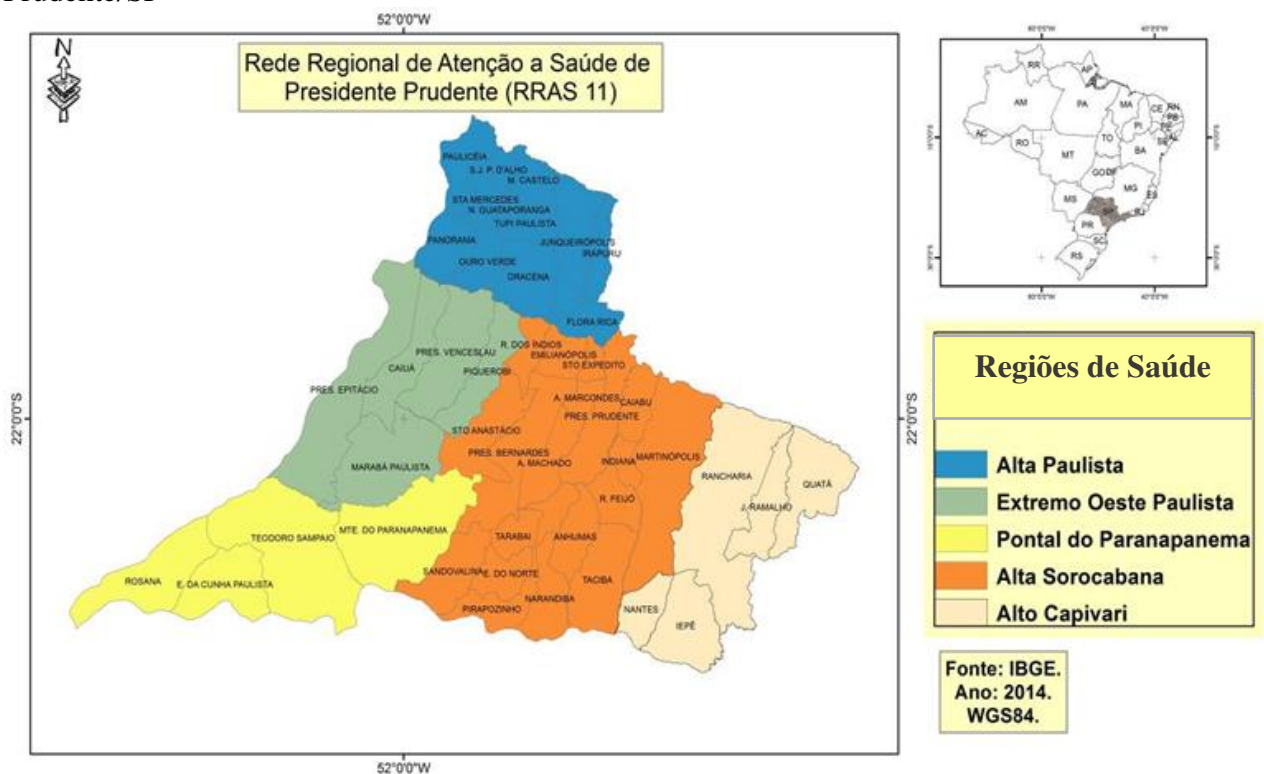 Prudente/SP
52°0'0"W
N
Rede Regional de Atenção a Saúde de
Presidente Prudente (RRAS 11)
PAULICÉIA
S.J. P. D'ALHO
M. CASTELO
STA MERCEDES
N. GUATAPORANGA
TUPI PAULISTA
PANORAMA
JUNQUEIRÓPOLIS
IRAPURU
OURO VERDE
DRACENA
FLORA RICA
R. DOS ÍNDIOS
PRES. VENCESLAU
EMILIANÓPOLIS
STO EXPEDITO
CAIUÁ
PIQUEROBI
PRES. EPITÁCIO
A. MARCONDES
CAIABU
PRES. PRUDENTE
22°0'0"S
22°0'0"S
STO ANASTÁCIO
PRES. BERNARDES
A. MACHADO
INDIANA
MARTINÓPOLIS
MARABÁ PAULISTA
RANCHARIA
QUATÁ
J. RAMALHO
R. FEIJÓ
MTE. DO PARANAPANEMA
TEODORO SAMPAIO
TARABAI
ANHUMAS
SANDOVALINA
E. DO NORTE
TACIBA
ROSANA
E. DA CUNHA PAULISTA
NARANDIBA
PIRAPOZINHO
NANTES
IEPÊ
52°0'0"W
RR
AP
AM
PA
MA
CE
RN
PB
PI
AL
AC
RO
TO
MT
BA
GO
DF
MG
ES
MS
RJ
PR
SC
RS
Regiões de Saúde
Alta Paulista
Extremo Oeste Paulista
Pontal do Paranapanema
Alta Sorocabana
Alto Capivari
Fonte: IBGE.
Ano: 2014.
WGS84.